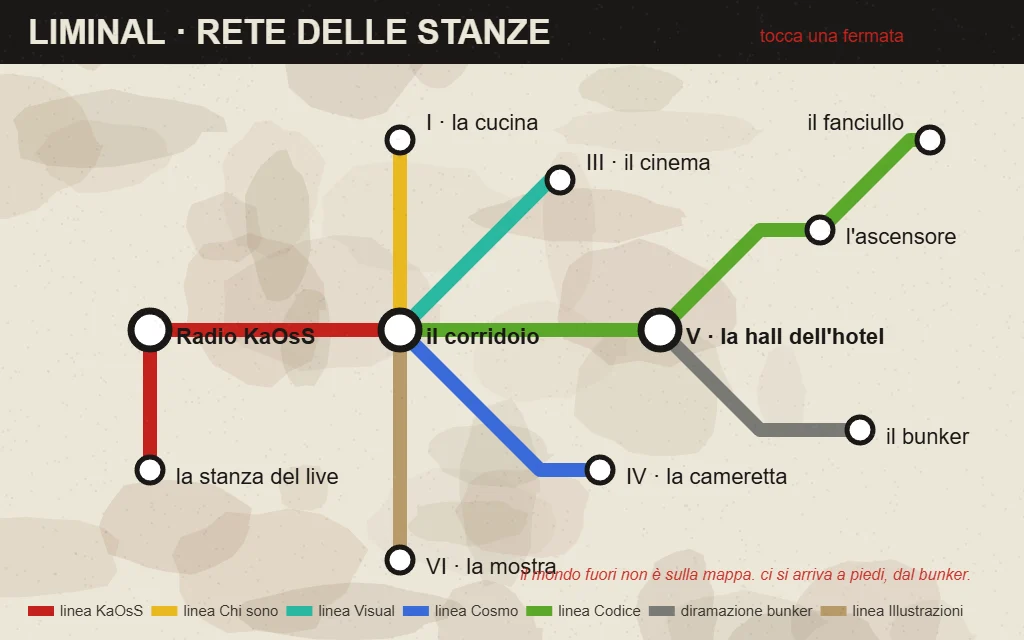 LIMINAL · RETE DELLE STANZE
tocca una fermata
I · la cucina
il fanciullo
III · il cinema
l'ascensore
Radio KaOsS
il corridoio
V · la hall dell'hotel
il bunker
la stanza del live
IV · la cameretta
VI · la mostra
il mondo fuori non è sulla mappa. ci si arriva a piedi, dal bunker.
linea KaOsS
linea Chi sono
linea Visual
linea Cosmo
linea Codice
diramazione bunker
linea Illustrazioni